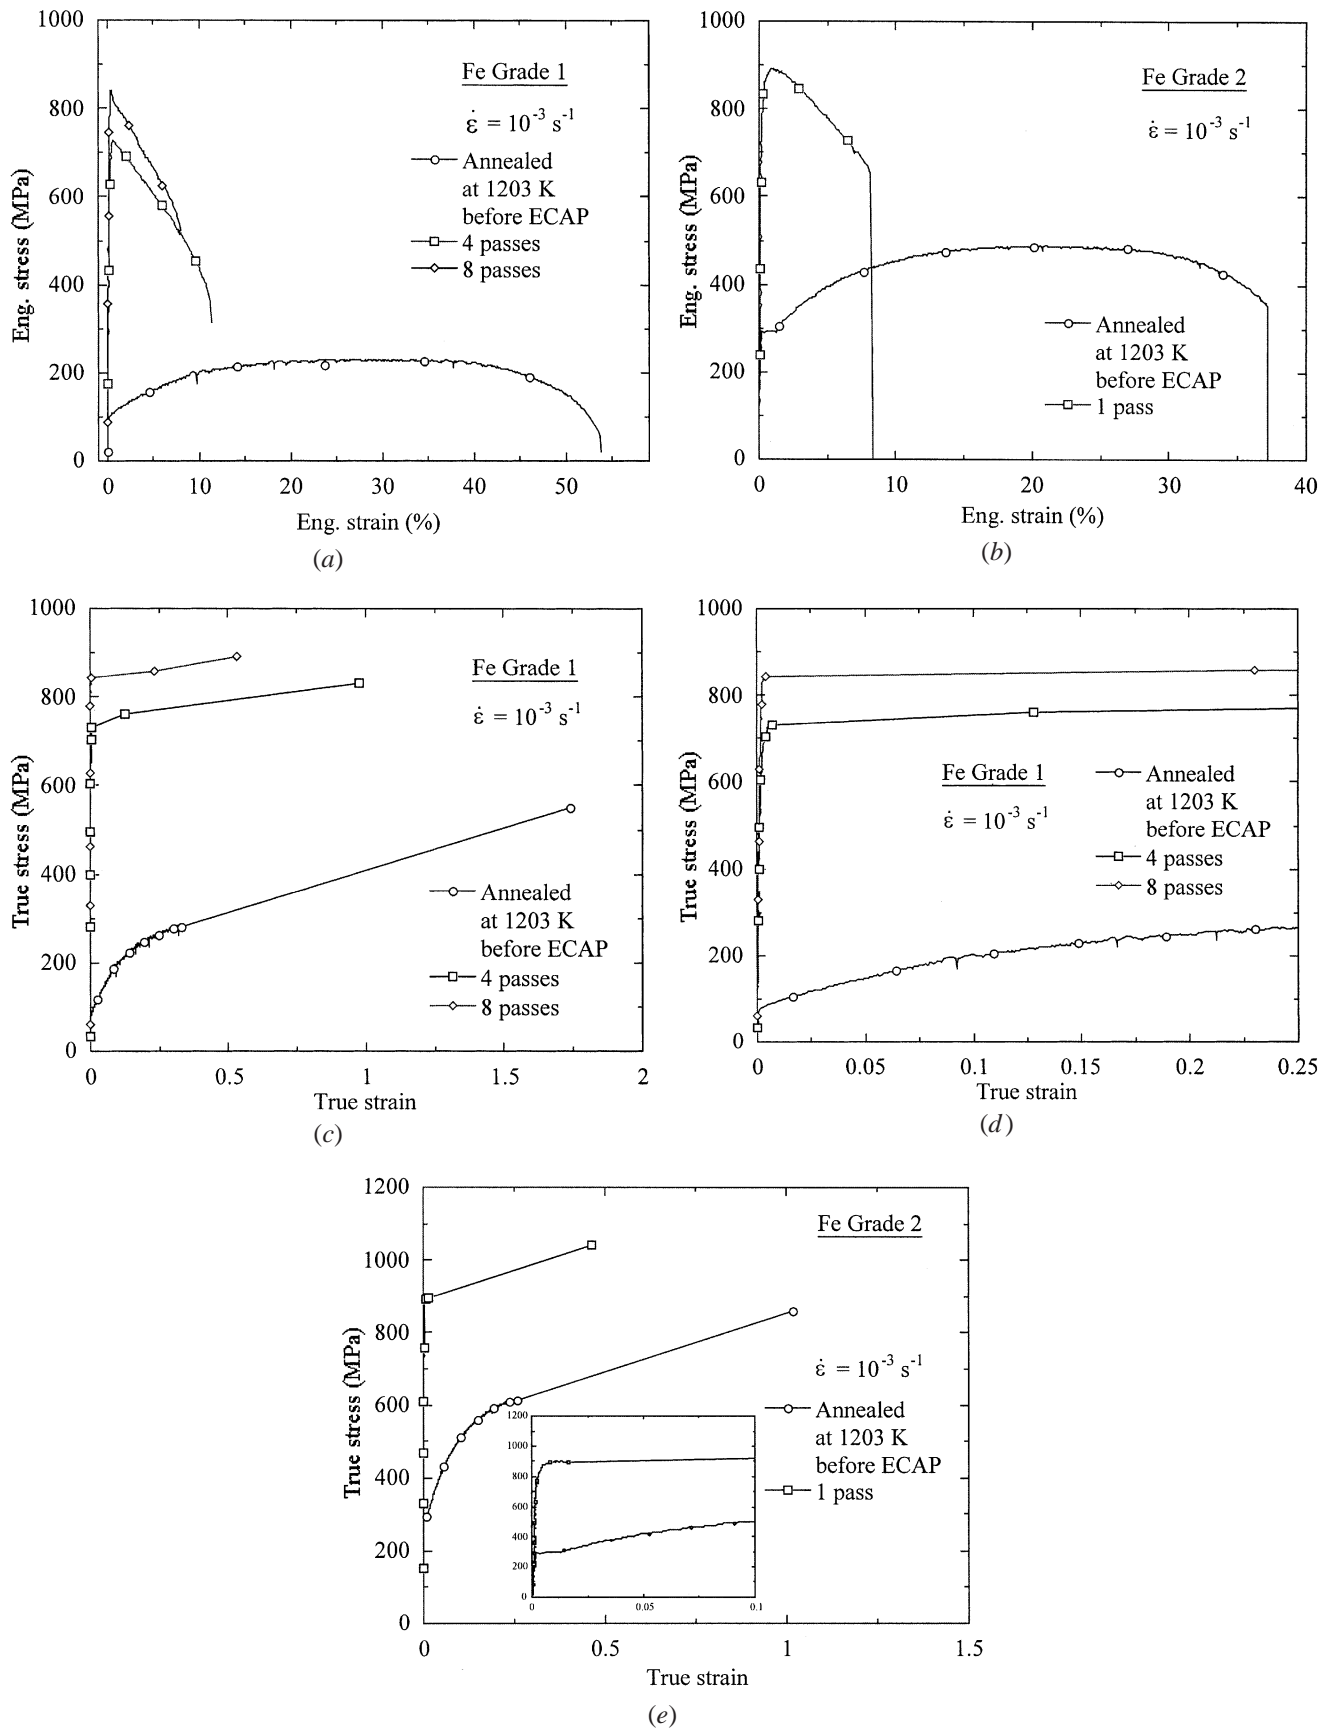 1000
800
600
400
200
0
Eng. stress (MPa)
Fe Grade 1
ε̇ = 10⁻³ s⁻¹
Annealed
at 1203 K
before ECAP
4 passes
8 passes
0 10 20 30 40 50
Eng. strain (%)
(a)
1000
800
600
400
200
0
Eng. stress (MPa)
Fe Grade 2
ε̇ = 10⁻³ s⁻¹
Annealed
at 1203 K
before ECAP
1 pass
0 10 20 30 40
Eng. strain (%)
(b)
1000
800
600
400
200
0
True stress (MPa)
Fe Grade 1
ε̇ = 10⁻³ s⁻¹
Annealed
at 1203 K
before ECAP
4 passes
8 passes
0 0.5 1 1.5 2
True strain
(c)
1000
800
600
400
200
0
True stress (MPa)
Fe Grade 1
ε̇ = 10⁻³ s⁻¹
Annealed
at 1203 K
before ECAP
4 passes
8 passes
0 0.05 0.1 0.15 0.2 0.25
True strain
(d)
1200
1000
800
600
400
200
0
True stress (MPa)
Fe Grade 2
ε̇ = 10⁻³ s⁻¹
Annealed
at 1203 K
before ECAP
1 pass
1200
1000
800
600
400
200
0
0 0.05 0.1
0 0.5 1 1.5
True strain
(e)